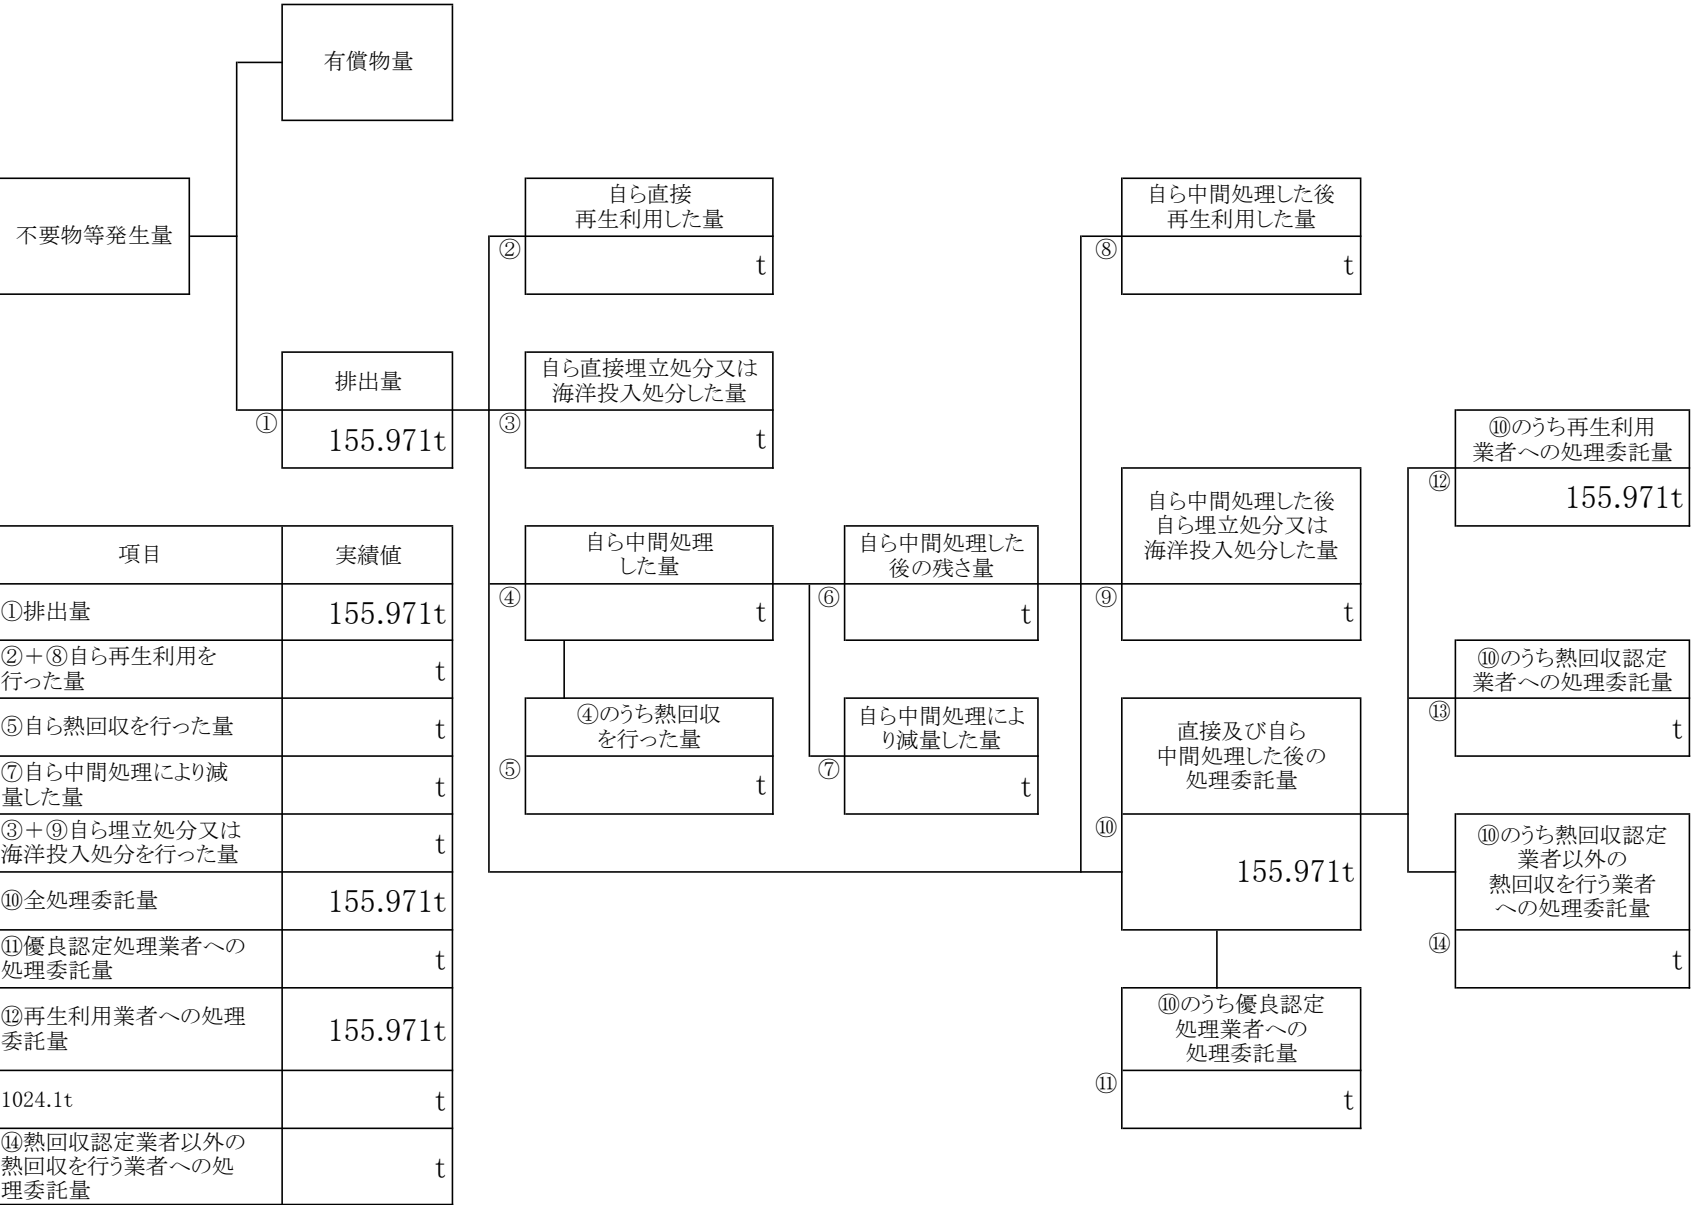 有償物量
不要物等発生量
自ら直接
再生利用した量
②
t
自ら中間処理した後
再生利用した量
⑧
t
排出量
①
155.971t
自ら直接埋立処分又は
海洋投入処分した量
③
t
⑩のうち再生利用
業者への処理委託量
⑫
155.971t
自ら中間処理
した量
④
t
自ら中間処理した
後の残さ量
⑥
t
自ら中間処理した後
自ら埋立処分又は
海洋投入処分した量
⑨
t
⑩のうち熱回収認定
業者への処理委託量
⑬
t
④のうち熱回収
を行った量
⑤
t
自ら中間処理によ
り減量した量
⑦
t
直接及び自ら
中間処理した後の
処理委託量
⑩
155.971t
⑩のうち熱回収認定
業者以外の
熱回収を行う業者
への処理委託量
⑭
t
⑩のうち優良認定
処理業者への
処理委託量
⑪
t
項目
実績値
①排出量
155.971t
②＋⑧自ら再生利用を
行った量
t
⑤自ら熱回収を行った量
t
⑦自ら中間処理により減
量した量
t
③＋⑨自ら埋立処分又は
海洋投入処分を行った量
t
⑩全処理委託量
155.971t
⑪優良認定処理業者への
処理委託量
t
⑫再生利用業者への処理
委託量
155.971t
1024.1t
t
⑭熱回収認定業者以外の
熱回収を行う業者への処
理委託量
t